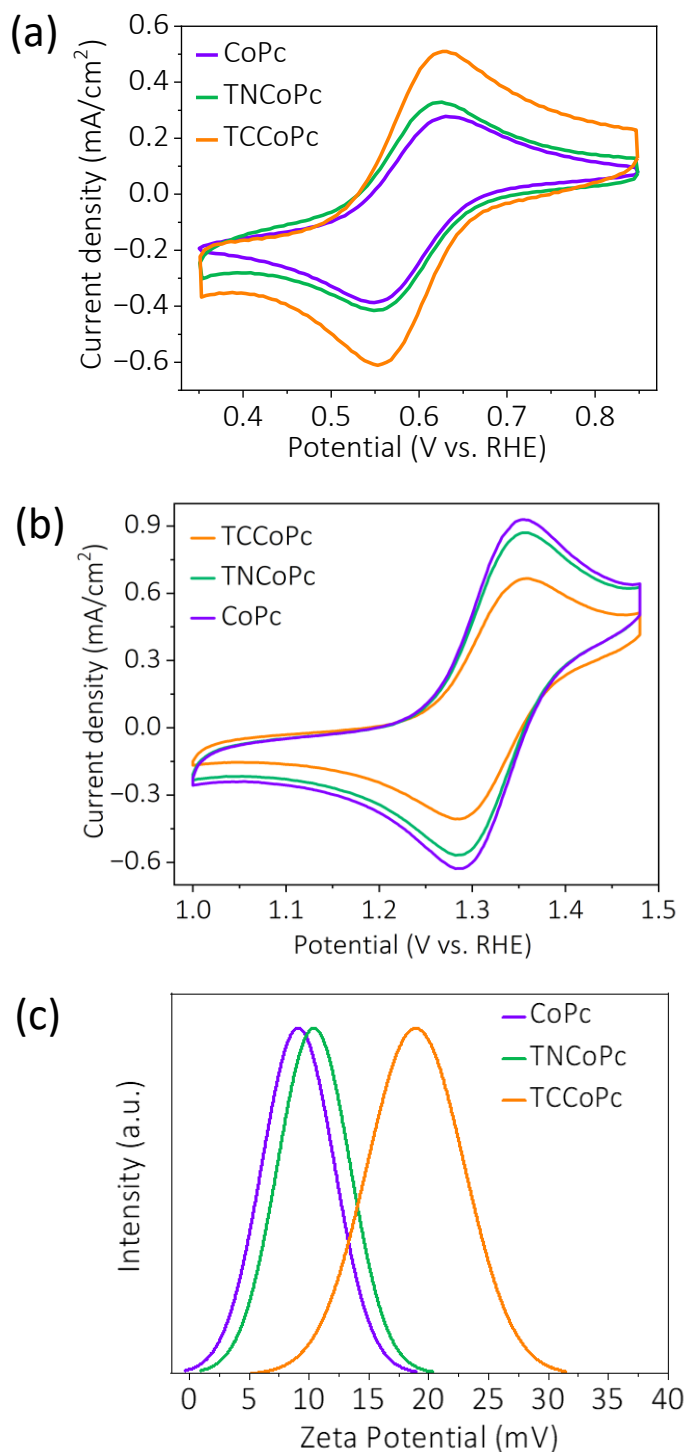 (a)
CoPc
TNCoPc
TCCoPc
0.6
0.4
0.2
0.0
−0.2
−0.4
−0.6
Current density (mA/cm²)
0.4 0.5 0.6 0.7 0.8
Potential (V vs. RHE)
(b)
TCCoPc
TNCoPc
CoPc
0.9
0.6
0.3
0.0
−0.3
−0.6
Current density (mA/cm²)
1.0 1.1 1.2 1.3 1.4 1.5
Potential (V vs. RHE)
(c)
CoPc
TNCoPc
TCCoPc
Intensity (a.u.)
0 5 10 15 20 25 30 35 40
Zeta Potential (mV)